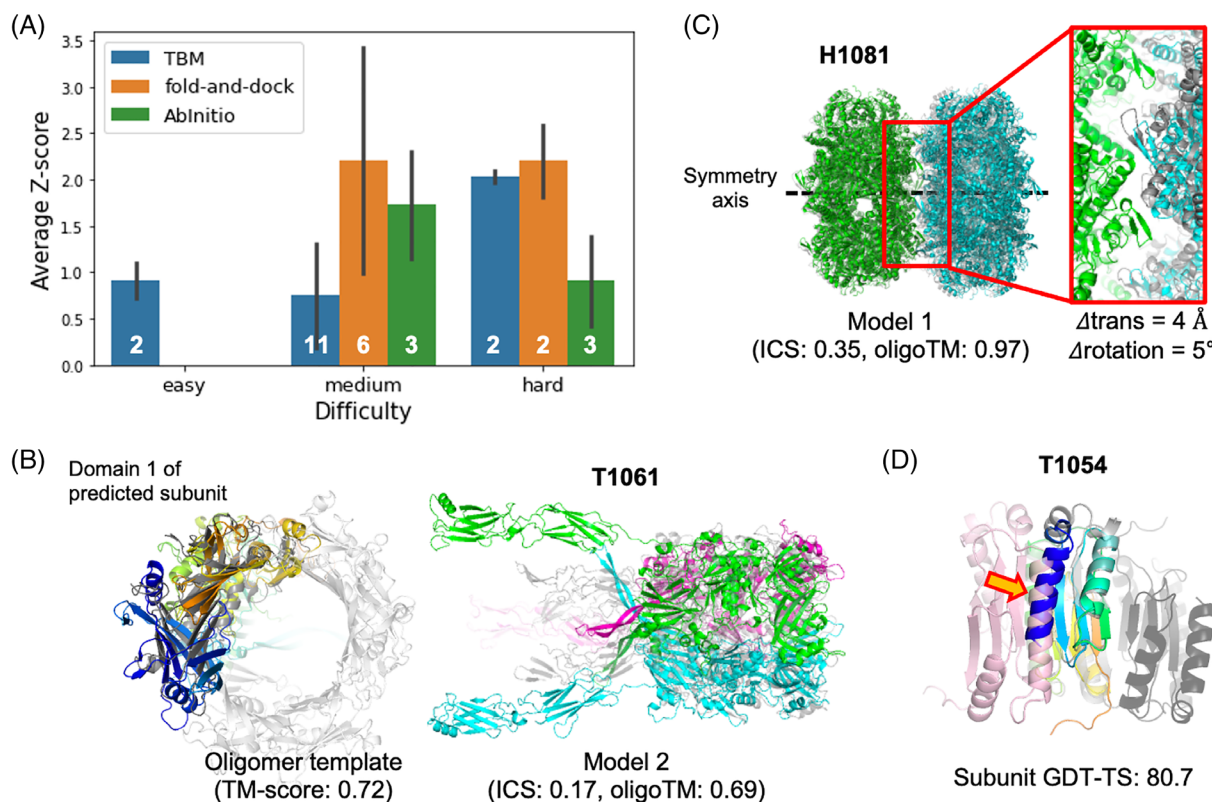 (A)
3.5
3.0
2.5
2.0
1.5
1.0
0.5
0.0
Average Z-score
TBM
fold-and-dock
AbInitio
2
11
6
3
2
2
3
easy
medium
hard
Difficulty
(C)
H1081
Symmetry
axis
Model 1
(ICS: 0.35, oligoTM: 0.97)
Δtrans = 4 Å
Δrotation = 5°
(B)
Domain 1 of
predicted subunit
T1061
Oligomer template
(TM-score: 0.72)
Model 2
(ICS: 0.17, oligoTM: 0.69)
(D)
T1054
Subunit GDT-TS: 80.7